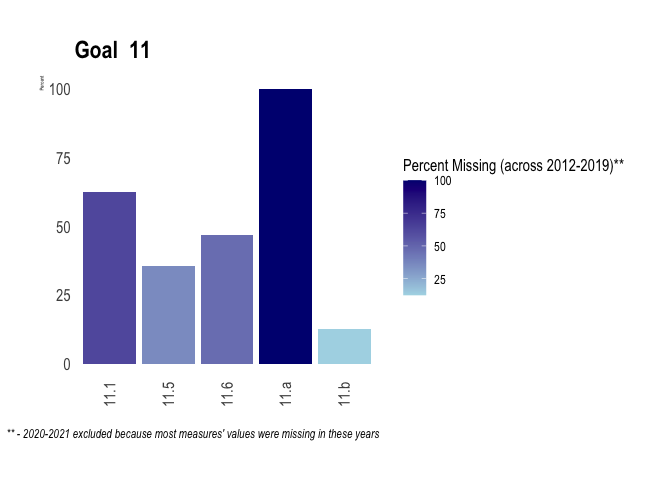 Goal  11
Percent
100
75
50
25
0
11.1
11.5
11.6
11.a
11.b
Percent Missing (across 2012-2019)**
100
75
50
25
** - 2020-2021 excluded because most measures' values were missing in these years